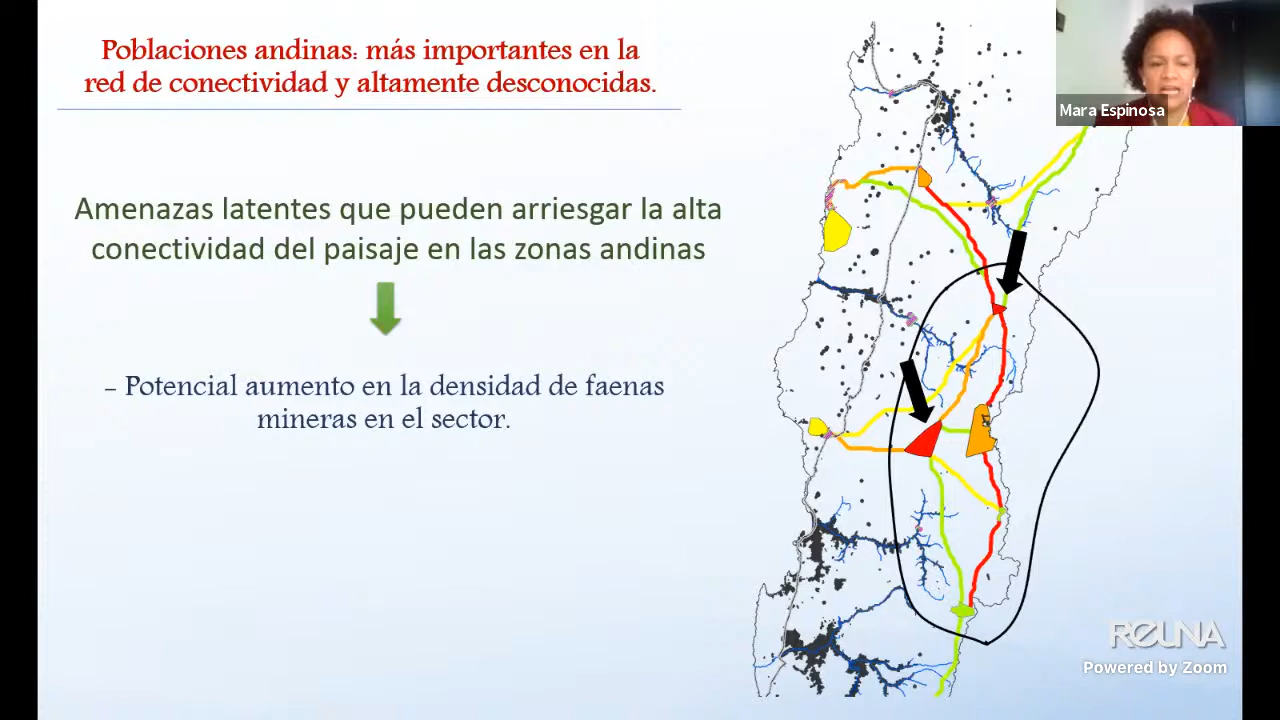 Poblaciones andinas: más importantes en la
red de conectividad y altamente desconocidas.
Mara Espinosa
Amenazas latentes que pueden arriesgar la alta
conectividad del paisaje en las zonas andinas
– Potencial aumento en la densidad de faenas
mineras en el sector.
REUNA
Powered by Zoom